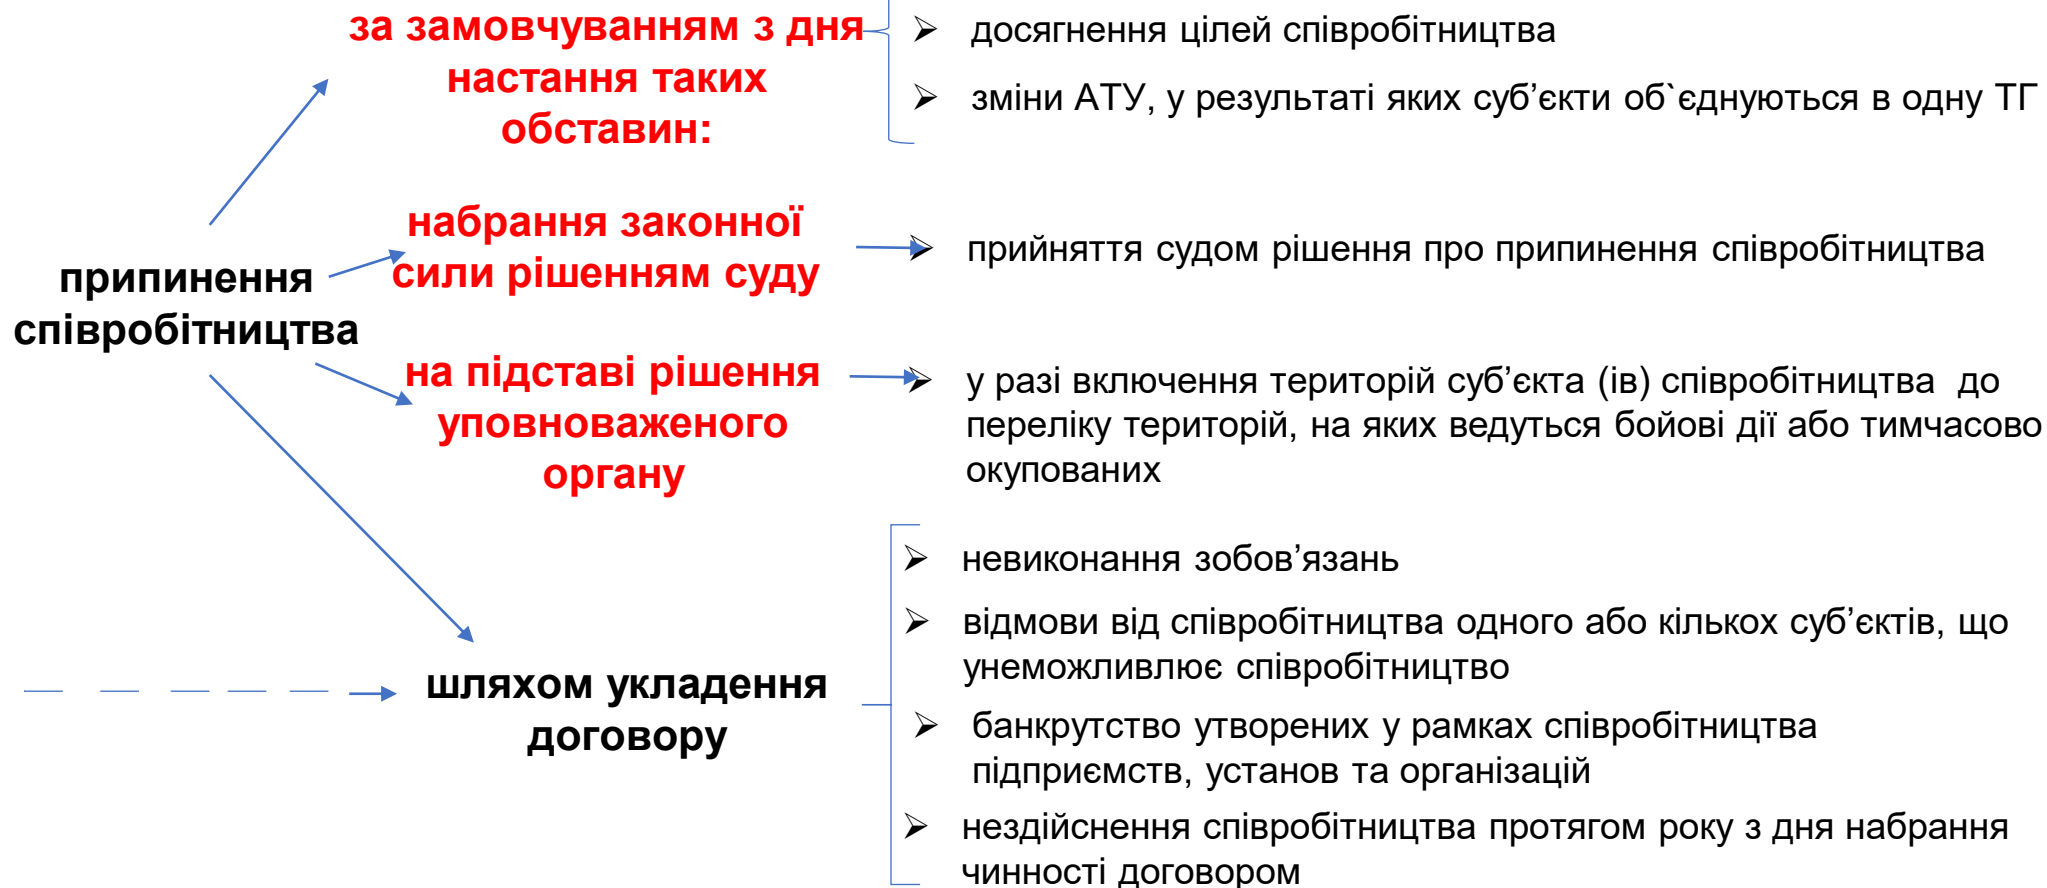 за замовчуванням з дня
настання таких
обставин:
➢ досягнення цілей співробітництва
➢ зміни АТУ, у результаті яких суб’єкти об`єднуються в одну ТГ
припинення
співробітництва
набрання законної
сили рішенням суду
➢ прийняття судом рішення про припинення співробітництва
на підставі рішення
уповноваженого
органу
➢ у разі включення територій суб’єкта (ів) співробітництва до
переліку територій, на яких ведуться бойові дії або тимчасово
окупованих
шляхом укладення
договору
➢ невиконання зобов’язань
➢ відмови від співробітництва одного або кількох суб’єктів, що
унеможливлює співробітництво
➢ банкрутство утворених у рамках співробітництва
підприємств, установ та організацій
➢ нездійснення співробітництва протягом року з дня набрання
чинності договором